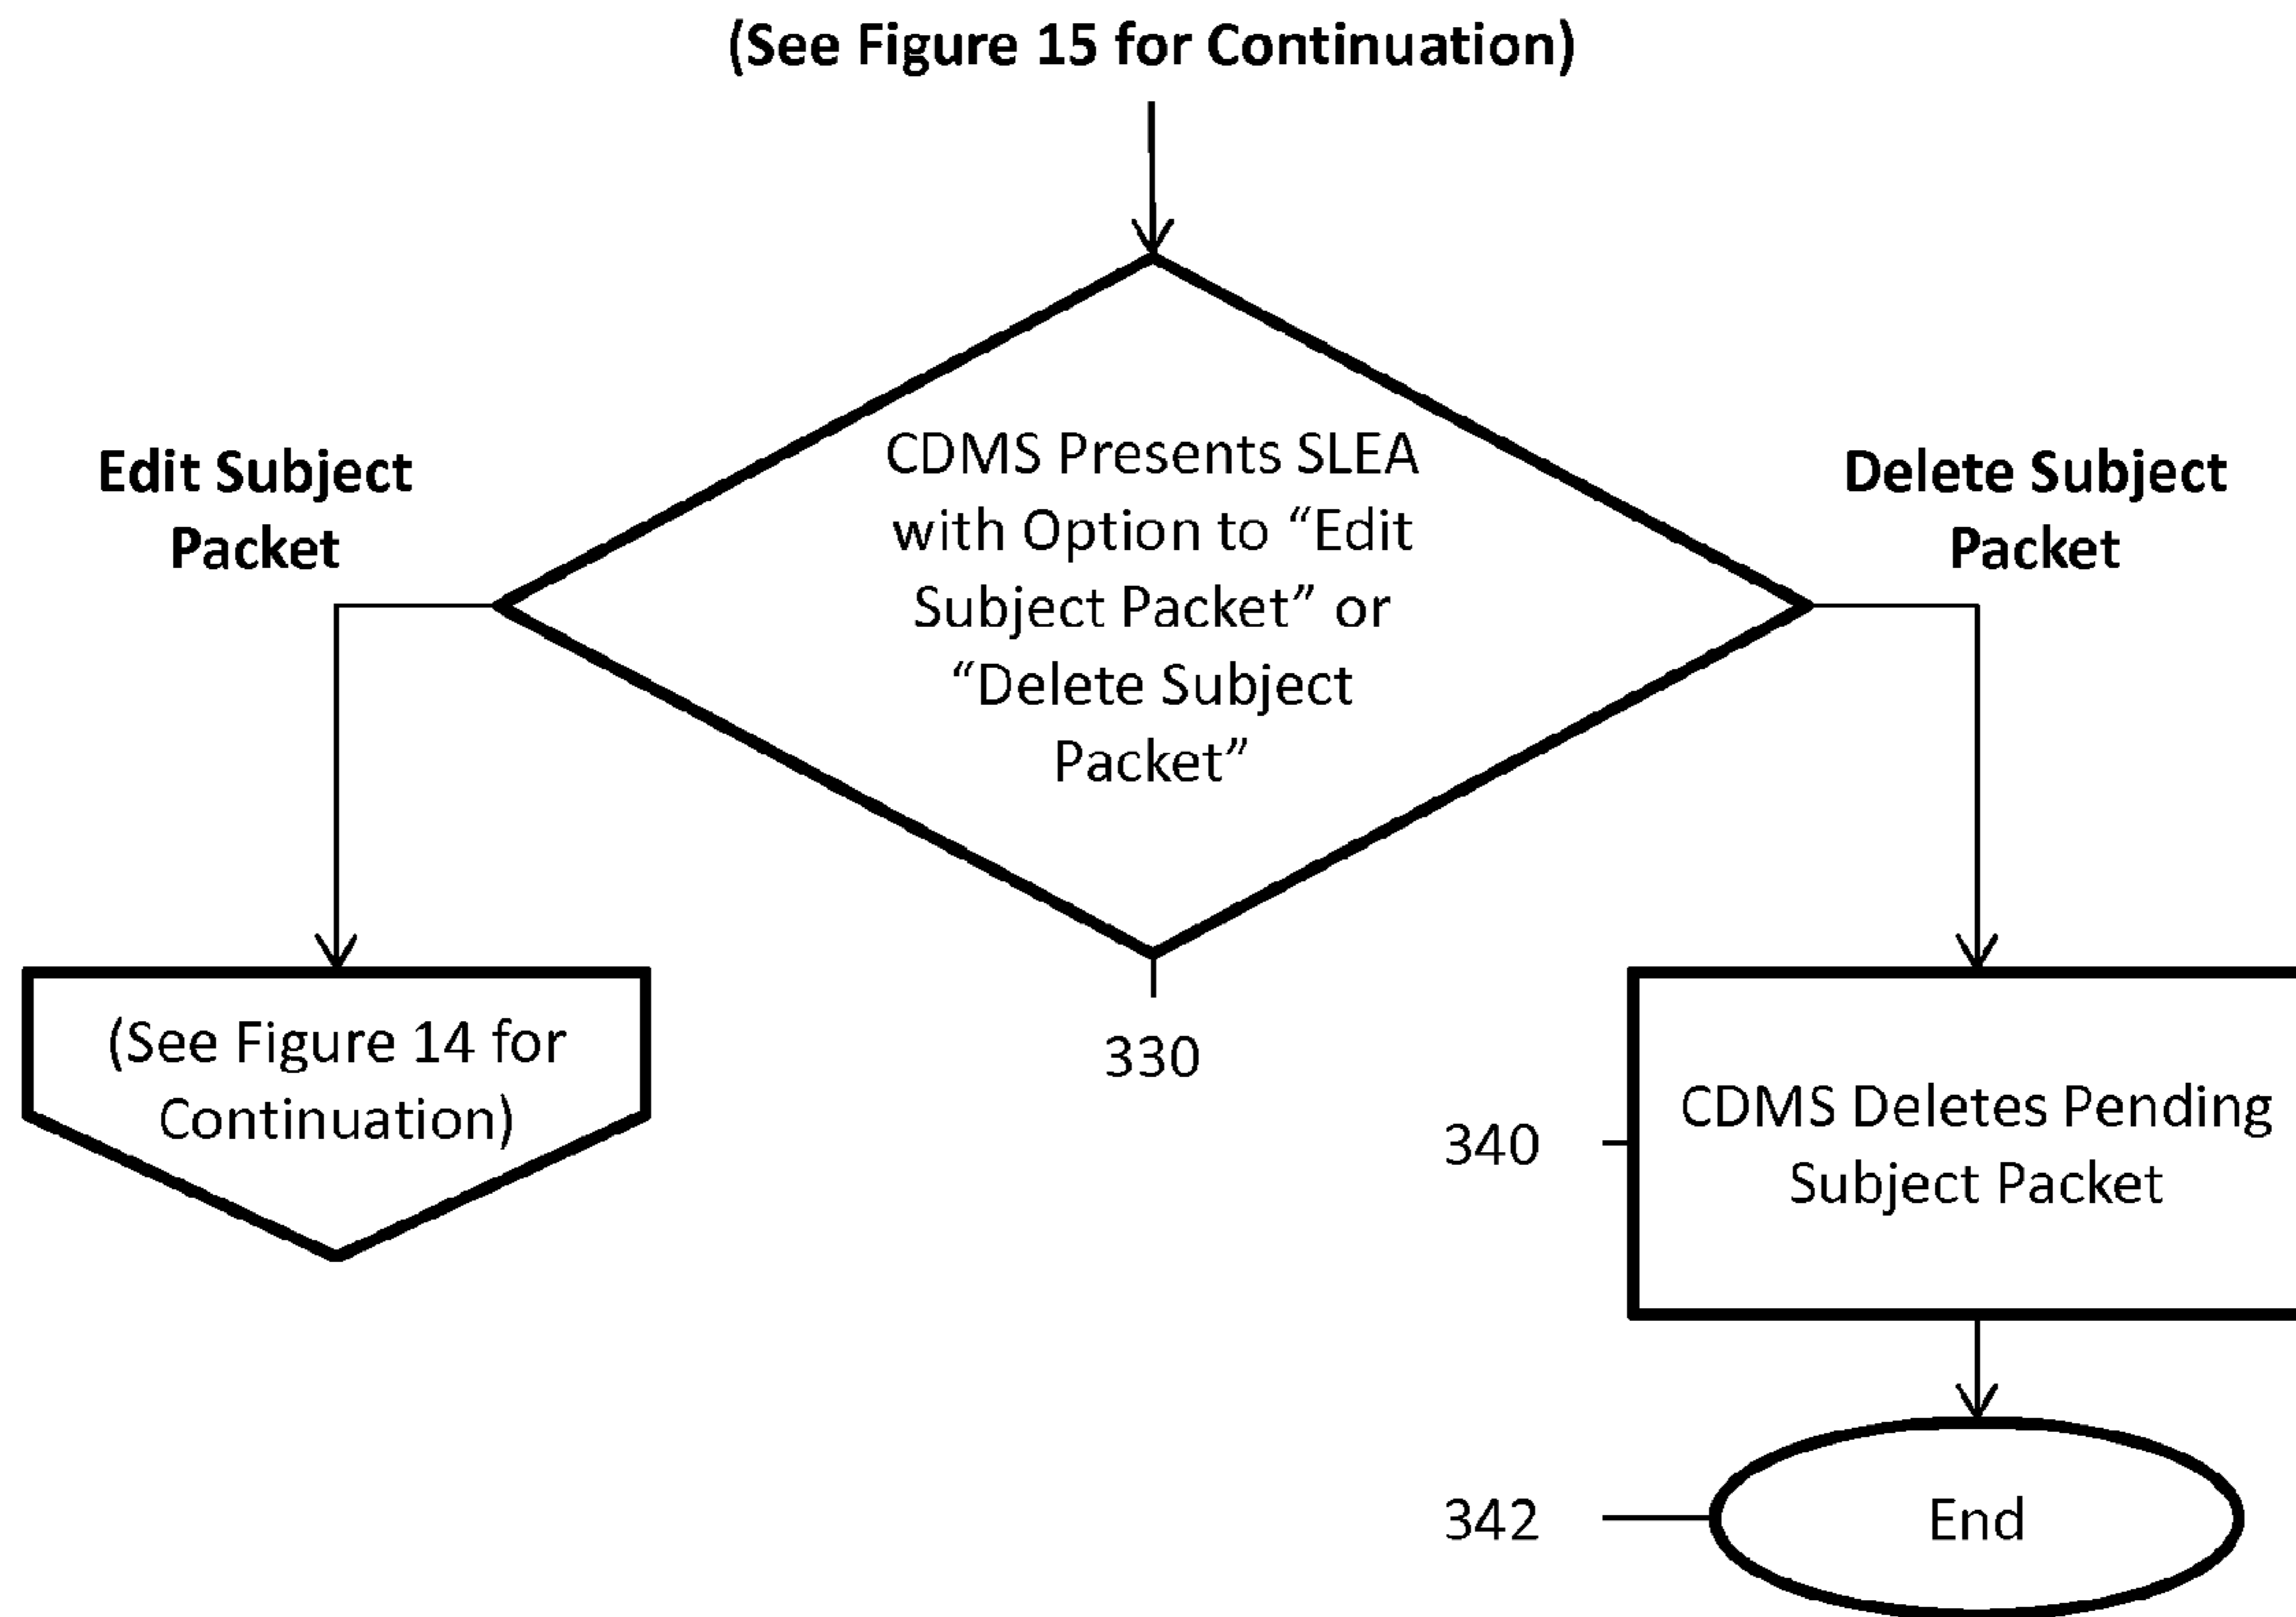 (See Figure 15 for Continuation)
CDMS Presents SLEA
with Option to “Edit
Subject Packet” or
“Delete Subject
Packet”
330
Edit Subject
Packet
(See Figure 14 for
Continuation)
Delete Subject
Packet
340
CDMS Deletes Pending
Subject Packet
342
End